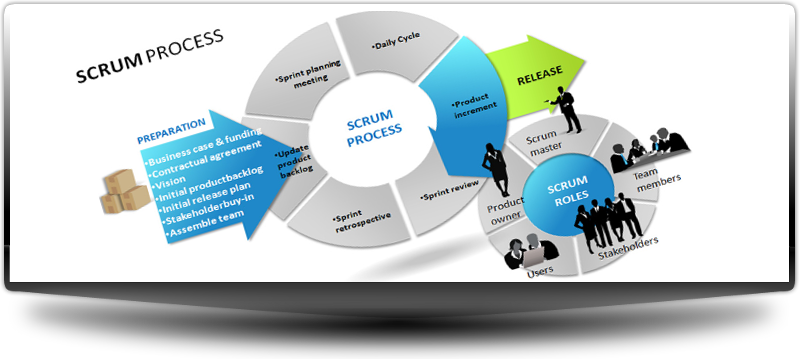 SCRUM PROCESS
PREPARATION
•Business case & funding
•Contractual agreement
•Vision
•Initial productbacklog
•Initial release plan
•Stakeholderbuy-in
•Assemble team
•Update
product
backlog
•Sprint planning
meeting
•Daily Cycle
•Product
increment
•Sprint review
•Sprint
retrospective
SCRUM
PROCESS
RELEASE
Scrum
master
Team
members
Stakeholders
Users
Product
owner
SCRUM
ROLES